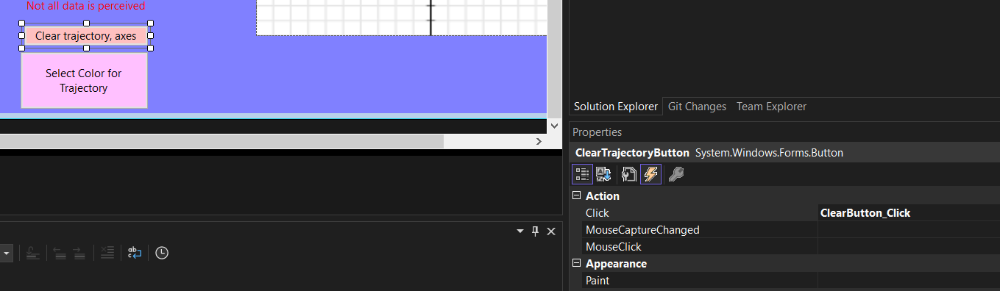 Not all data is perceived
Clear trajectory, axes
Select Color for
Trajectory
Solution Explorer
Git Changes
Team Explorer
Properties
ClearTrajectoryButton System.Windows.Forms.Button
Action
Click ClearButton_Click
MouseCaptureChanged
MouseClick
Appearance
Paint